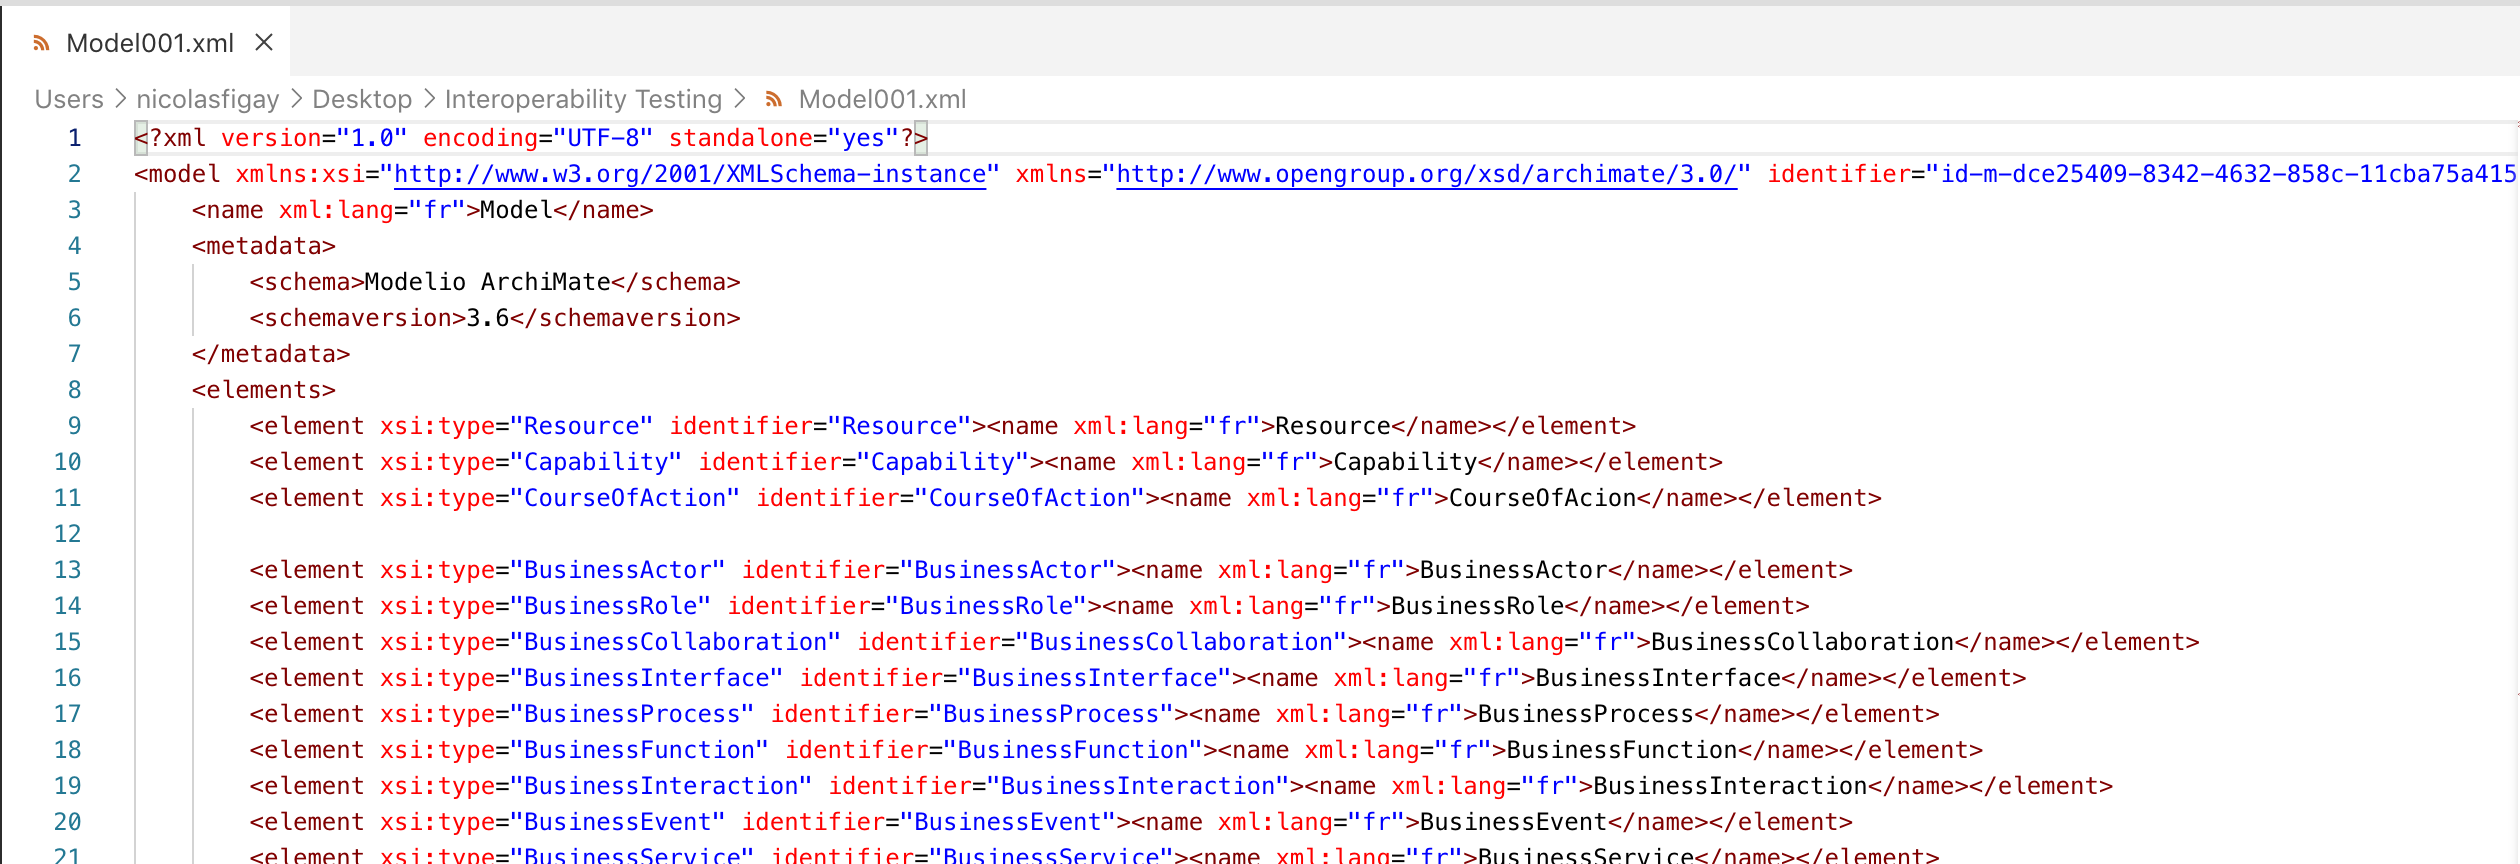 Model001.xml
Users > nicolasfigay > Desktop > Interoperability Testing > Model001.xml
1 <?xml version="1.0" encoding="UTF-8" standalone="yes"?>
2 <model xmlns:xsi="http://www.w3.org/2001/XMLSchema-instance" xmlns="http://www.opengroup.org/xsd/archimate/3.0/" identifier="id-m-dce25409-8342-4632-858c-11cba75a415
3 <name xml:lang="fr">Model</name>
4 <metadata>
5 <schema>Modelio ArchiMate</schema>
6 <schemaversion>3.6</schemaversion>
7 </metadata>
8 <elements>
9 <element xsi:type="Resource" identifier="Resource"><name xml:lang="fr">Resource</name></element>
10 <element xsi:type="Capability" identifier="Capability"><name xml:lang="fr">Capability</name></element>
11 <element xsi:type="CourseOfAction" identifier="CourseOfAction"><name xml:lang="fr">CourseOfAcion</name></element>
12
13 <element xsi:type="BusinessActor" identifier="BusinessActor"><name xml:lang="fr">BusinessActor</name></element>
14 <element xsi:type="BusinessRole" identifier="BusinessRole"><name xml:lang="fr">BusinessRole</name></element>
15 <element xsi:type="BusinessCollaboration" identifier="BusinessCollaboration"><name xml:lang="fr">BusinessCollaboration</name></element>
16 <element xsi:type="BusinessInterface" identifier="BusinessInterface"><name xml:lang="fr">BusinessInterface</name></element>
17 <element xsi:type="BusinessProcess" identifier="BusinessProcess"><name xml:lang="fr">BusinessProcess</name></element>
18 <element xsi:type="BusinessFunction" identifier="BusinessFunction"><name xml:lang="fr">BusinessFunction</name></element>
19 <element xsi:type="BusinessInteraction" identifier="BusinessInteraction"><name xml:lang="fr">BusinessInteraction</name></element>
20 <element xsi:type="BusinessEvent" identifier="BusinessEvent"><name xml:lang="fr">BusinessEvent</name></element>
21 <element xsi:type="BusinessService" identifier="BusinessService"><name xml:lang="fr">BusinessService</name></element>